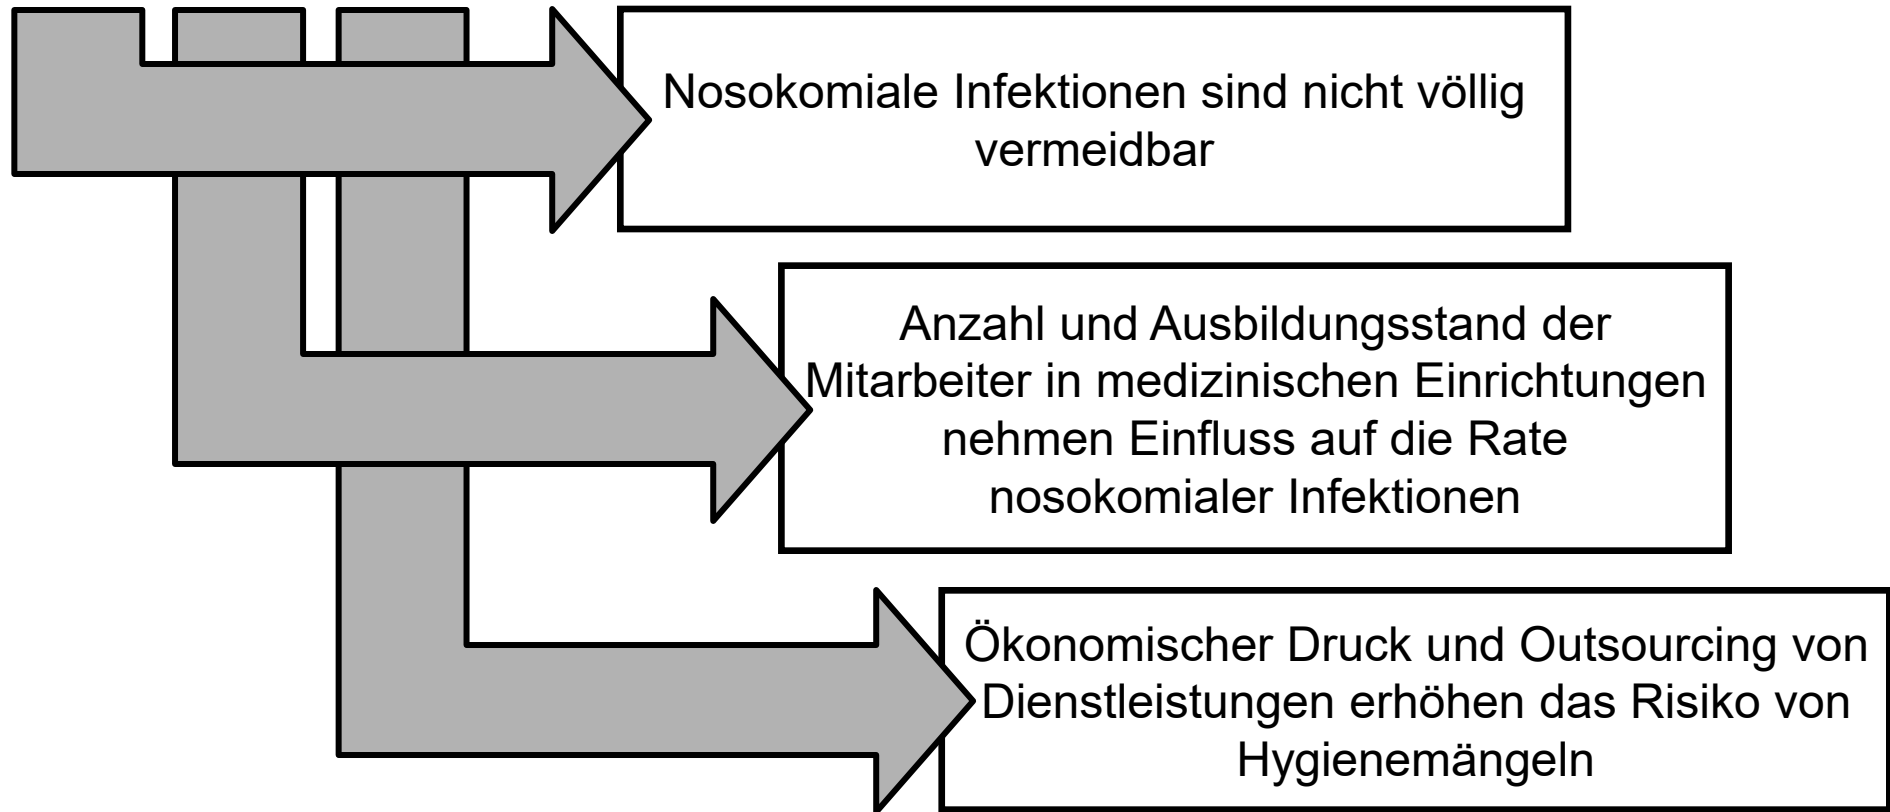 Nosokomiale Infektionen sind nicht völlig
vermeidbar
Anzahl und Ausbildungsstand der
Mitarbeiter in medizinischen Einrichtungen
nehmen Einfluss auf die Rate
nosokomialer Infektionen
Ökonomischer Druck und Outsourcing von
Dienstleistungen erhöhen das Risiko von
Hygienemängeln